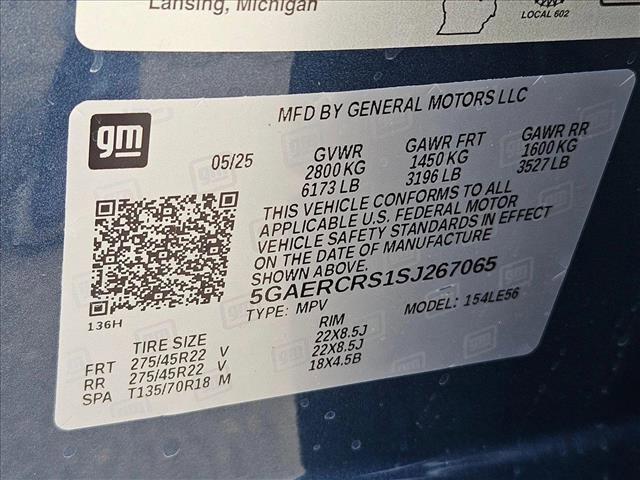 Lansing, Michigan
LOCAL 602
gm
MFD BY GENERAL MOTORS LLC
05/25
GVWR GAWR FRT GAWR RR
2800 KG 1450 KG 1600 KG
6173 LB 3196 LB 3527 LB
THIS VEHICLE CONFORMS TO ALL
APPLICABLE U.S. FEDERAL MOTOR
VEHICLE SAFETY STANDARDS IN EFFECT
ON THE DATE OF MANUFACTURE
SHOWN ABOVE
5GAERCRS1SJ267065
136H
TYPE: MPV MODEL: 154LE56
TIRE SIZE RIM
FRT 275/45R22 V 22X8.5J
RR 275/45R22 V 22X8.5J
SPA T135/70R18 M 18X4.5B